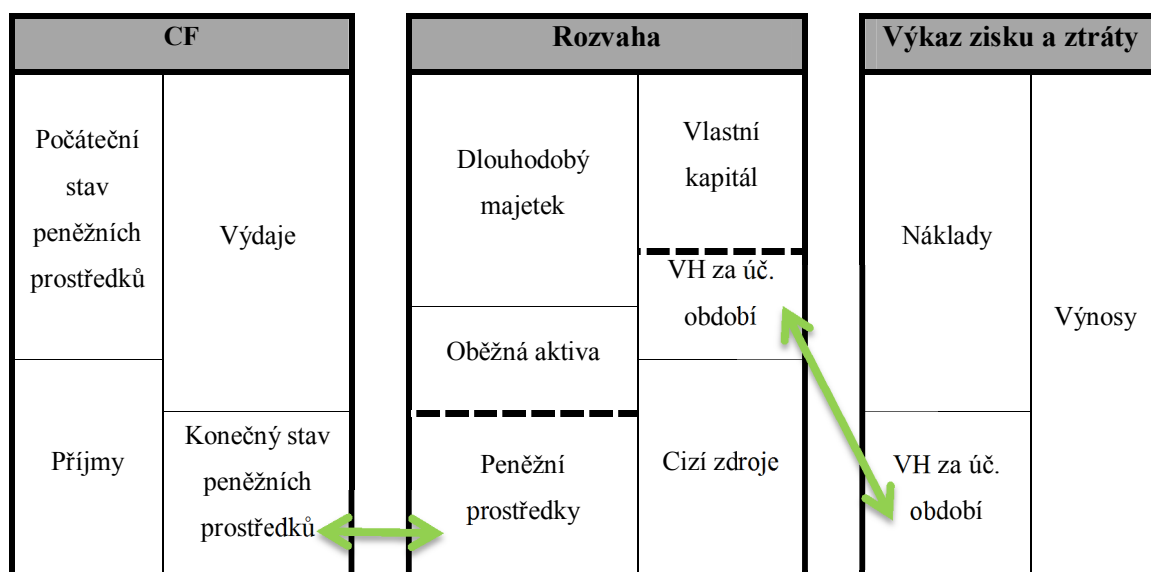 CF
Počáteční
stav
peněžních
prostředků
Příjmy
Výdaje
Konečný stav
peněžních
prostředků
Rozvaha
Dlouhodobý
majetek
Oběžná aktiva
Peněžní
prostředky
Vlastní
kapitál
VH za úč.
období
Cizí zdroje
Výkaz zisku a ztráty
Náklady
VH za úč.
období
Výnosy